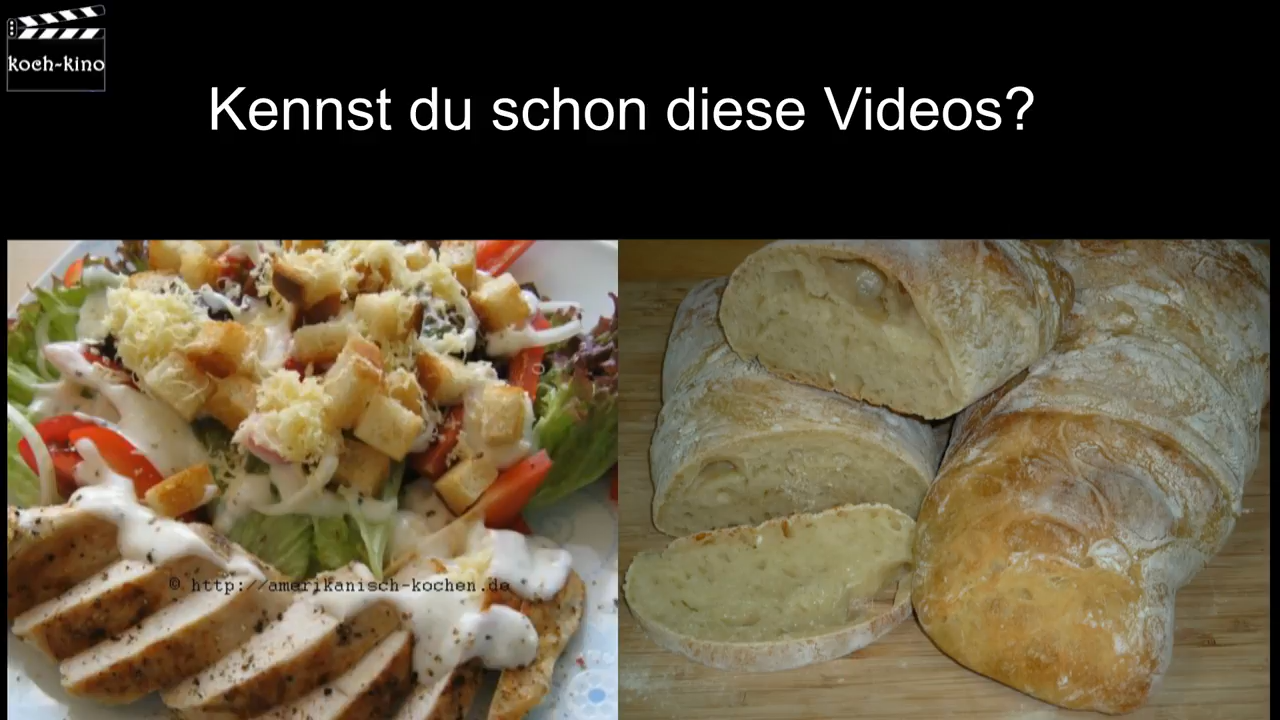 koch-kino
Kennst du schon diese Videos?
© http://amerikanisch-kochen.de